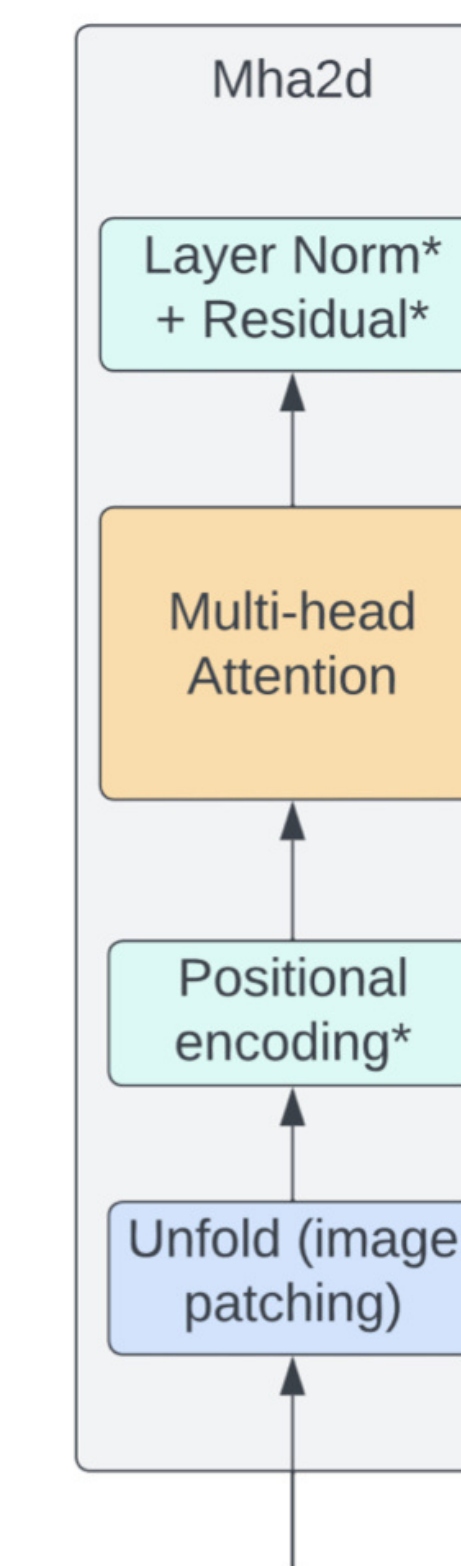 Mha2d
Layer Norm*
+ Residual*
Multi-head
Attention
Positional
encoding*
Unfold (image
patching)